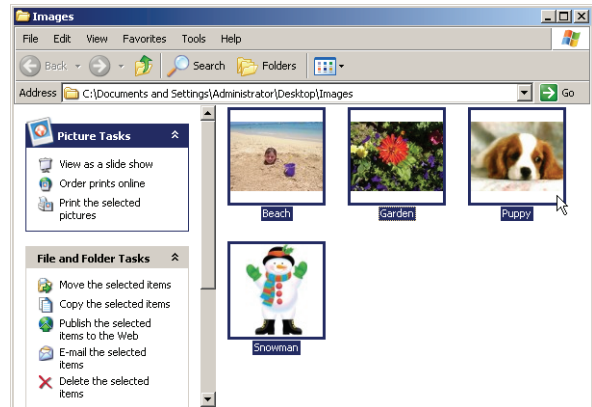 Images
File Edit View Favorites Tools Help
Back Search Folders
Address C:\Documents and Settings\Administrator\Desktop\Images Go
Picture Tasks
View as a slide show
Order prints online
Print the selected
pictures
File and Folder Tasks
Move the selected items
Copy the selected items
Publish the selected
items to the Web
E-mail the selected
items
Delete the selected
items
Beach Garden Puppy
Snowman